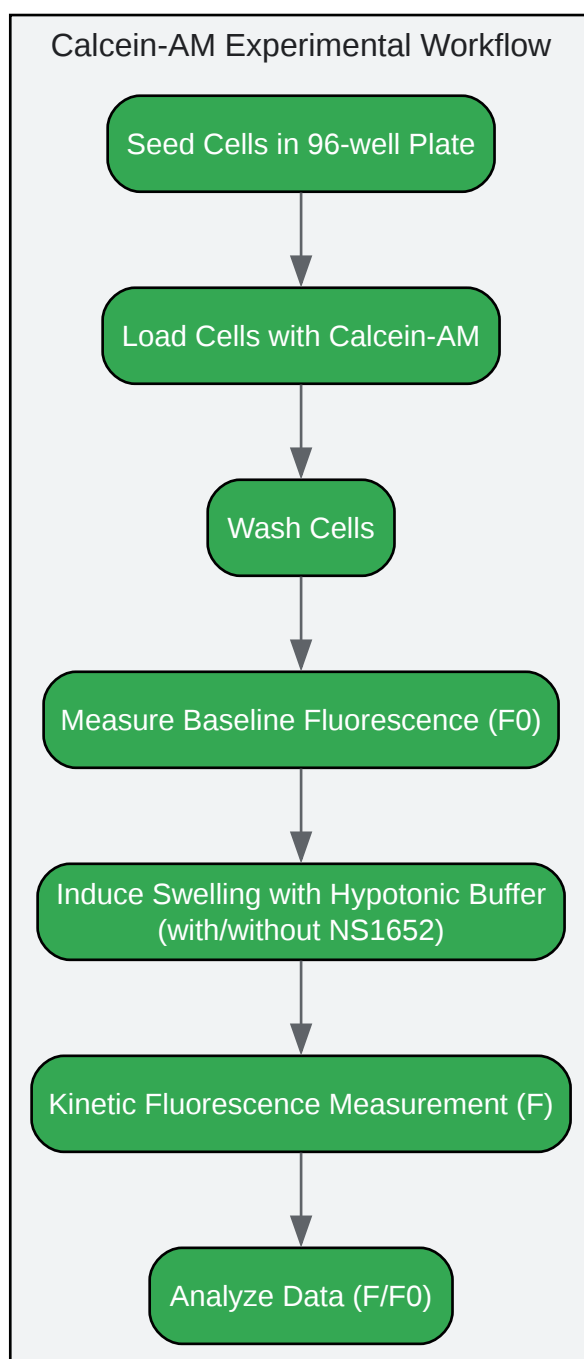 Calcein-AM Experimental Workflow
Seed Cells in 96-well Plate
Load Cells with Calcein-AM
Wash Cells
Measure Baseline Fluorescence (F0)
Induce Swelling with Hypotonic Buffer
(with/without NS1652)
Kinetic Fluorescence Measurement (F)
Analyze Data (F/F0)